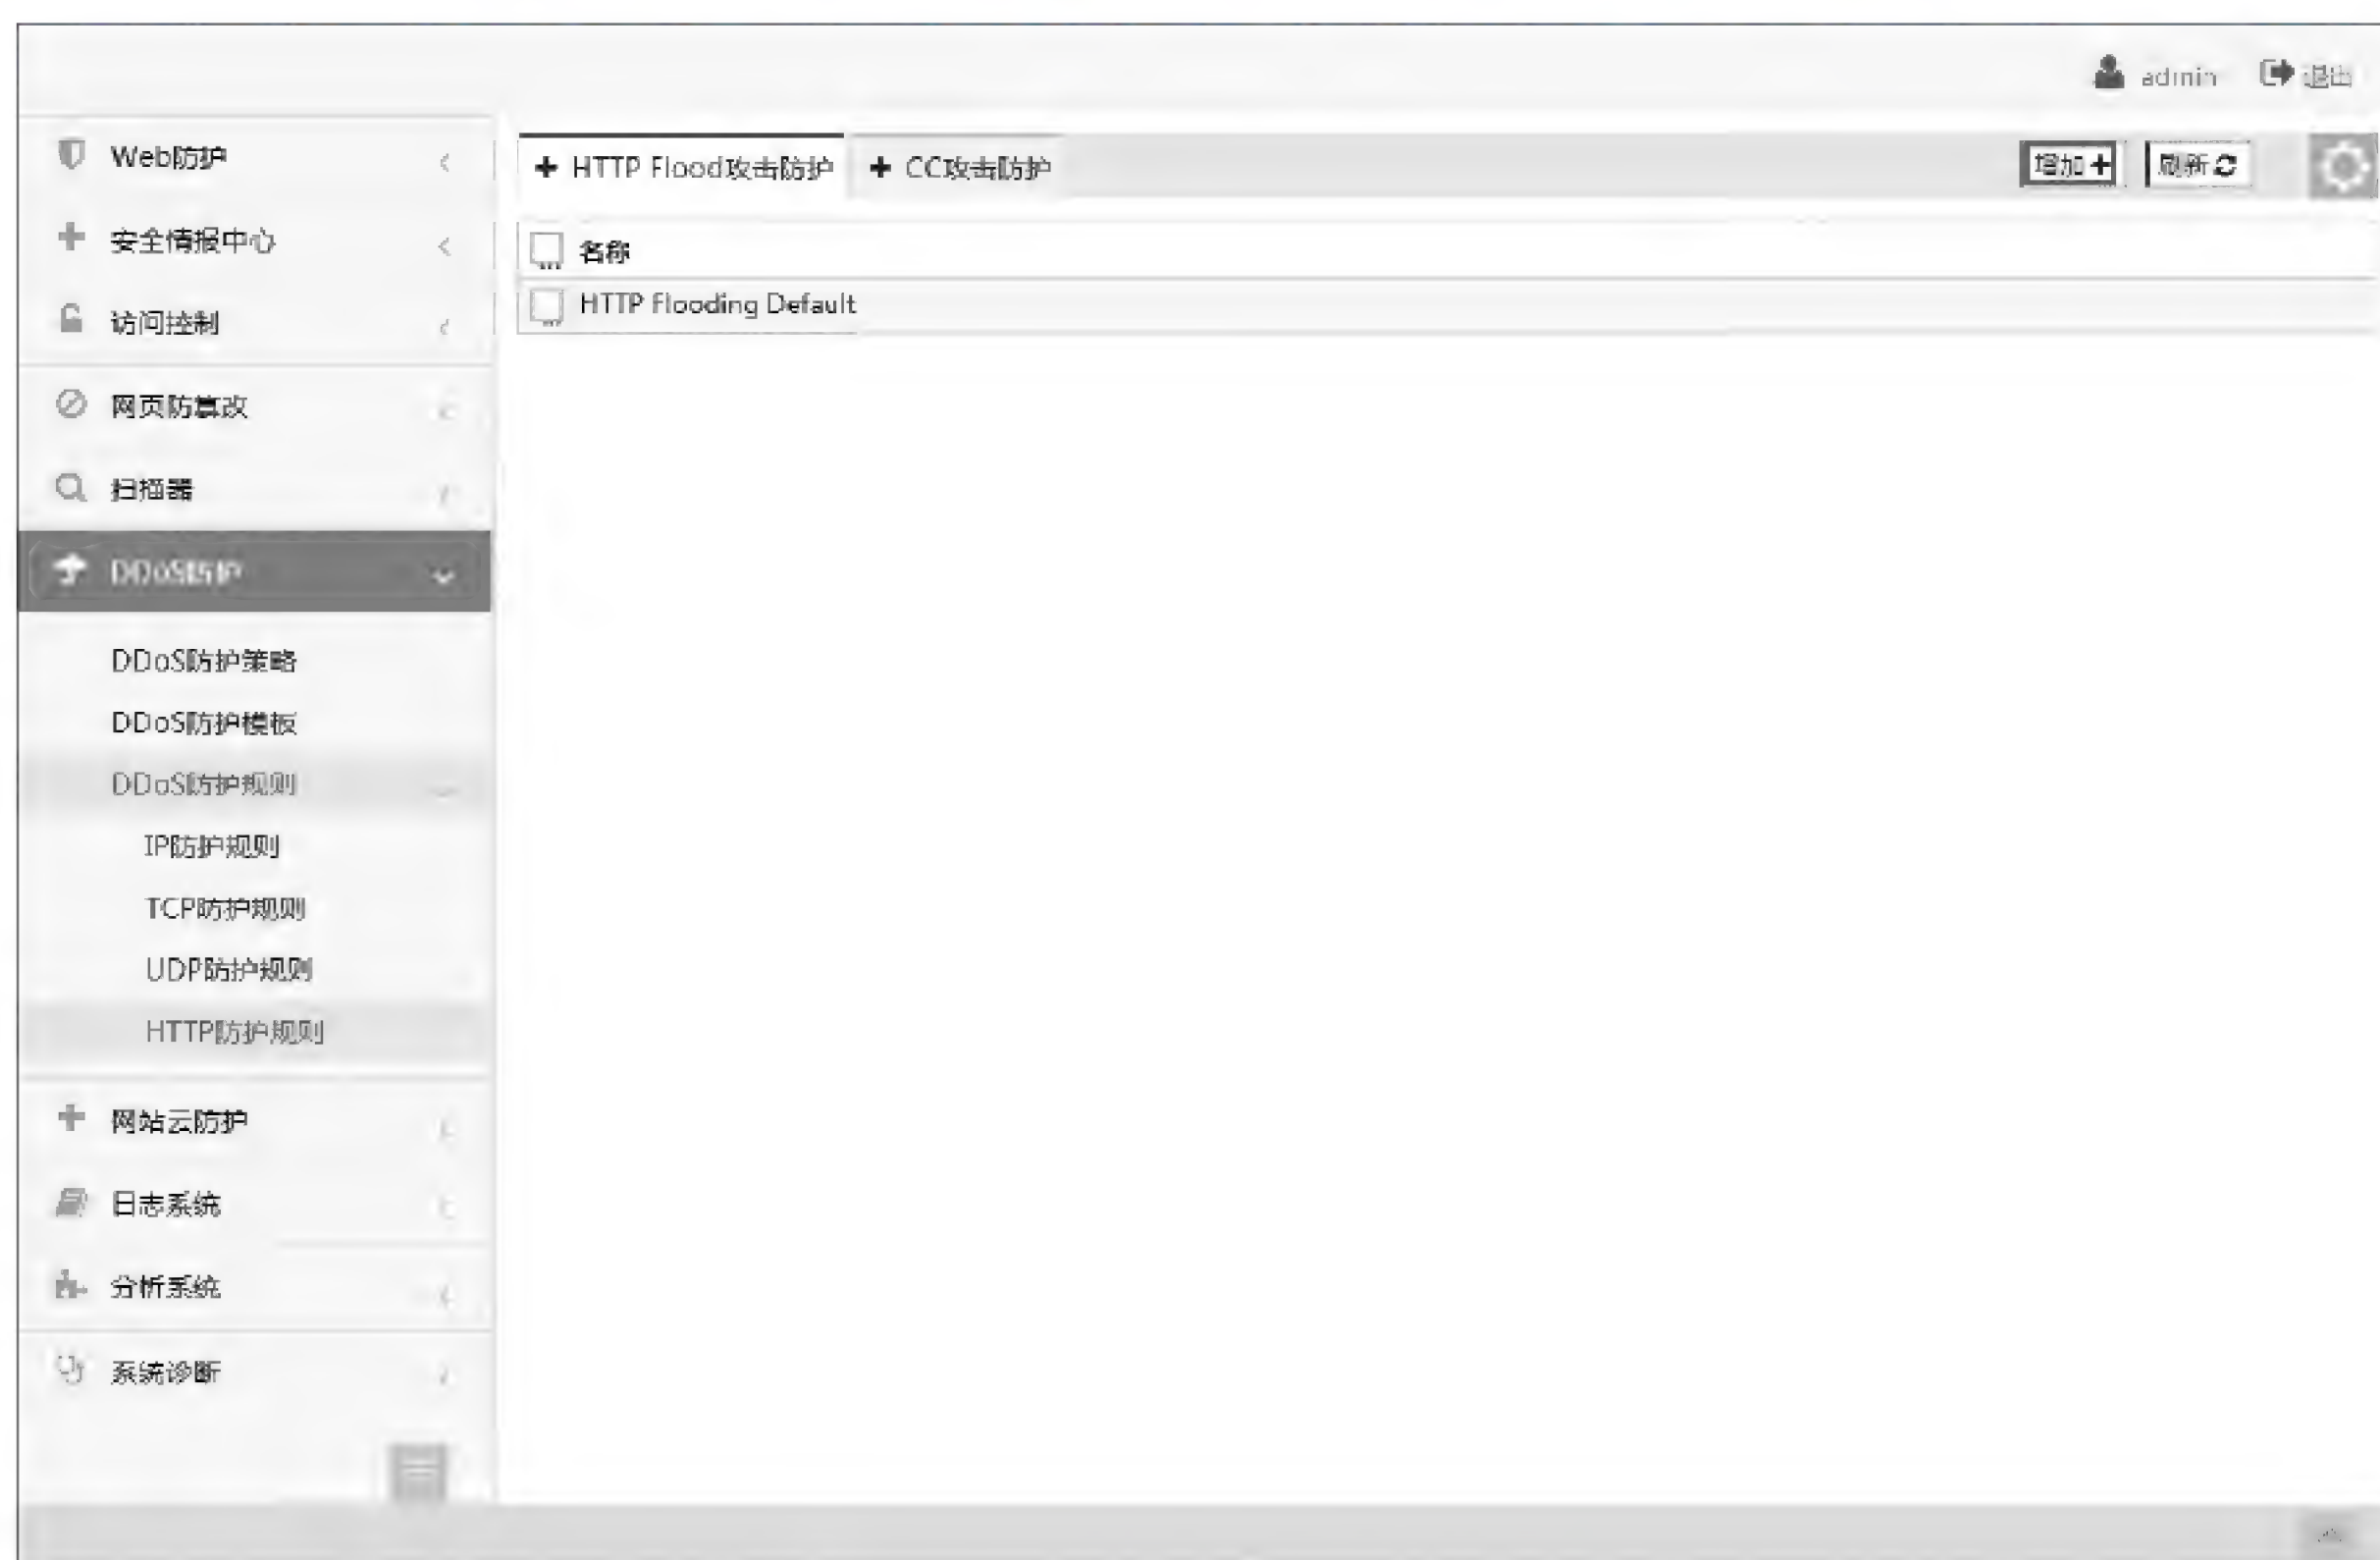 admin 退出
Web防护
安全情报中心
访问控制
网页防篡改
扫描器
DDoS防护
DDoS防护策略
DDoS防护模板
DDoS防护规则
IP防护规则
TCP防护规则
UDP防护规则
HTTP防护规则
网站云防护
日志系统
分析系统
系统诊断
HTTP Flood攻击防护 CC攻击防护 增加 刷新
名称
HTTP Flooding Default